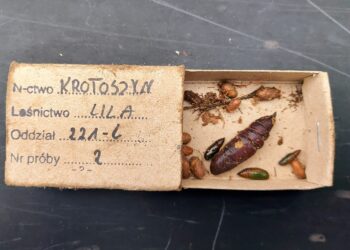 N-ctwo KROTOSZYN
Leśnictwo LILA
Oddział 221-c
Nr próby 2